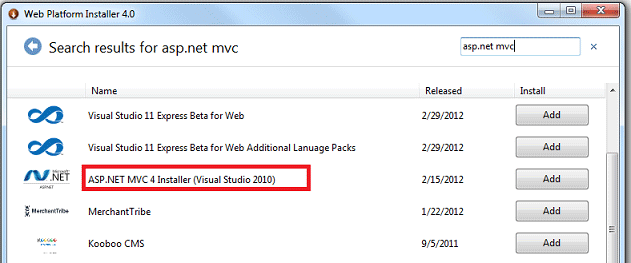 Web Platform Installer 4.0
Search results for asp.net mvc
asp.net mvc
Name Released Install
Visual Studio 11 Express Beta for Web 2/29/2012 Add
Visual Studio 11 Express Beta for Web Additional Lanuage Packs 2/29/2012 Add
Microsoft .NET ASP.NET
ASP.NET MVC 4 Installer (Visual Studio 2010) 2/15/2012 Add
MerchantTribe MerchantTribe 1/22/2012 Add
Kooboo Kooboo CMS 9/5/2011 Add